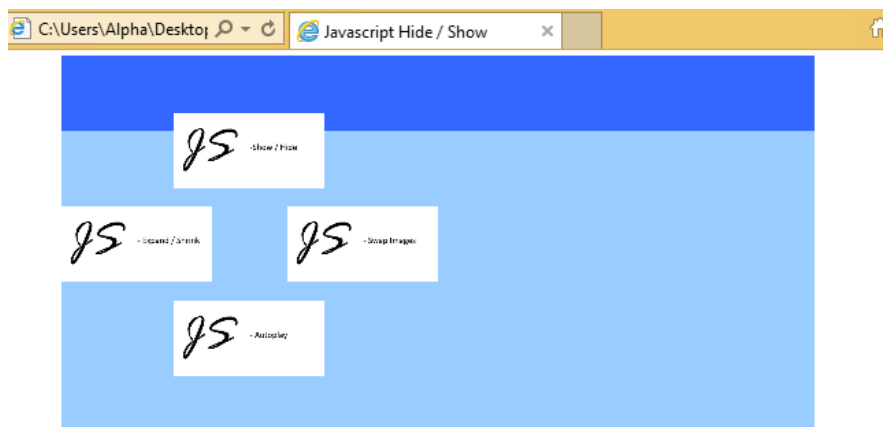 C:\Users\Alpha\Desktop
Javascript Hide / Show
JS -Show / Hide
JS - Expand / Shrink
JS - Swap Images
JS - Autoplay